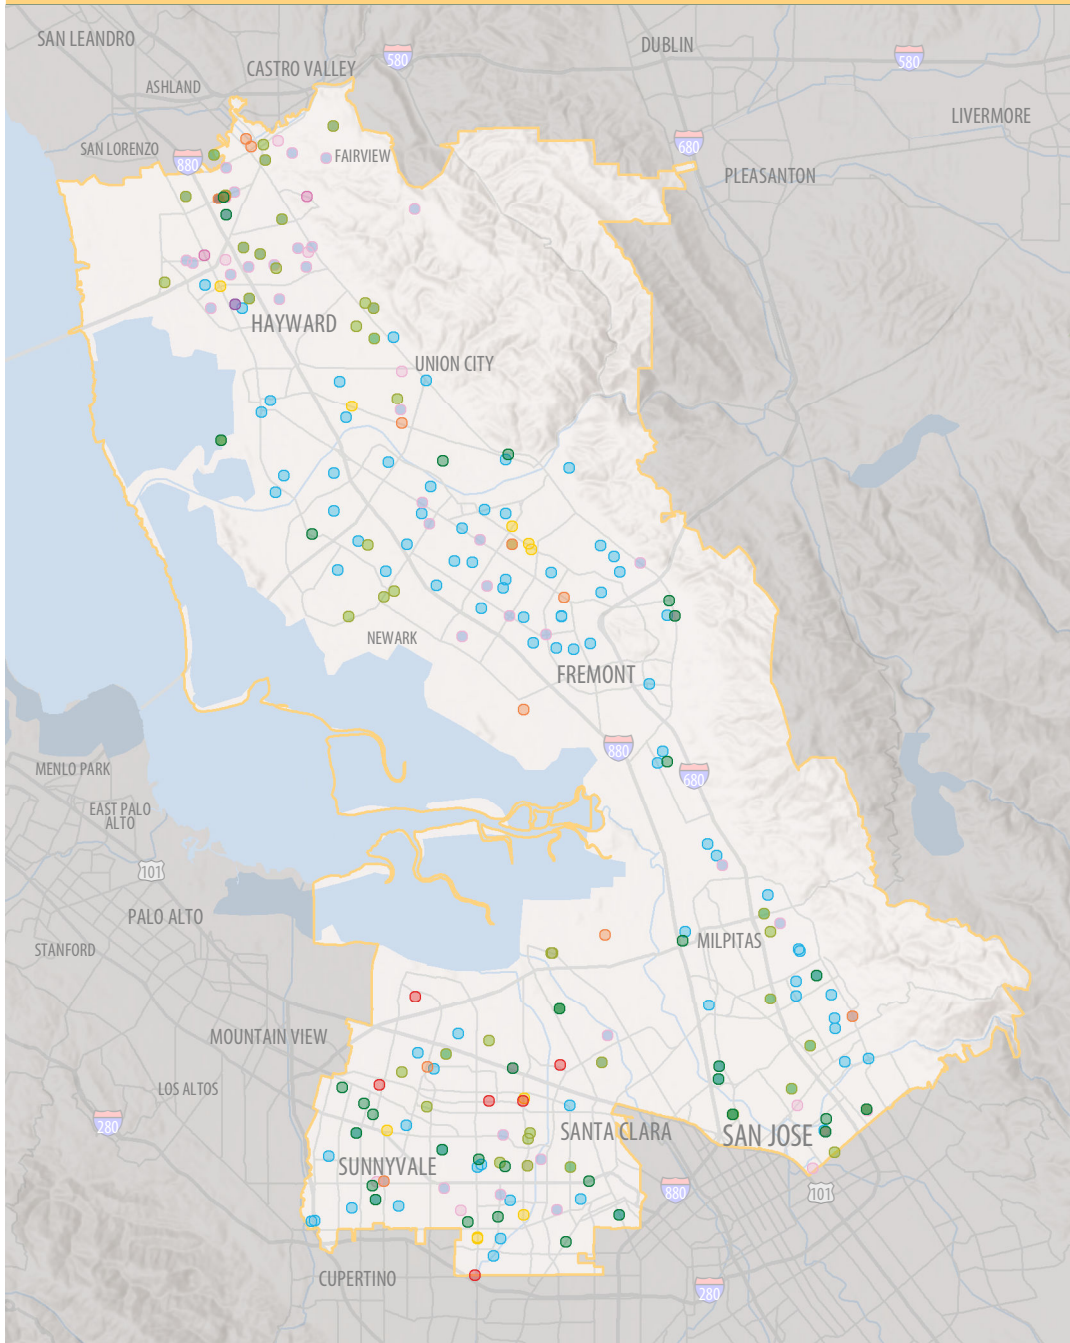 SAN LEANDRO
DUBLIN
580
580
CASTRO VALLEY
ASHLAND
LIVERMORE
680
SAN LORENZO
880
FAIRVIEW
PLEASANTON
HAYWARD
UNION CITY
NEWARK
FREMONT
880
680
MENLO PARK
EAST PALO
ALTO
101
PALO ALTO
STANFORD
MILPITAS
MOUNTAIN VIEW
LOS ALTOS
280
SANTA CLARA
SAN JOSE
SUNNYVALE
880
101
CUPERTINO
280